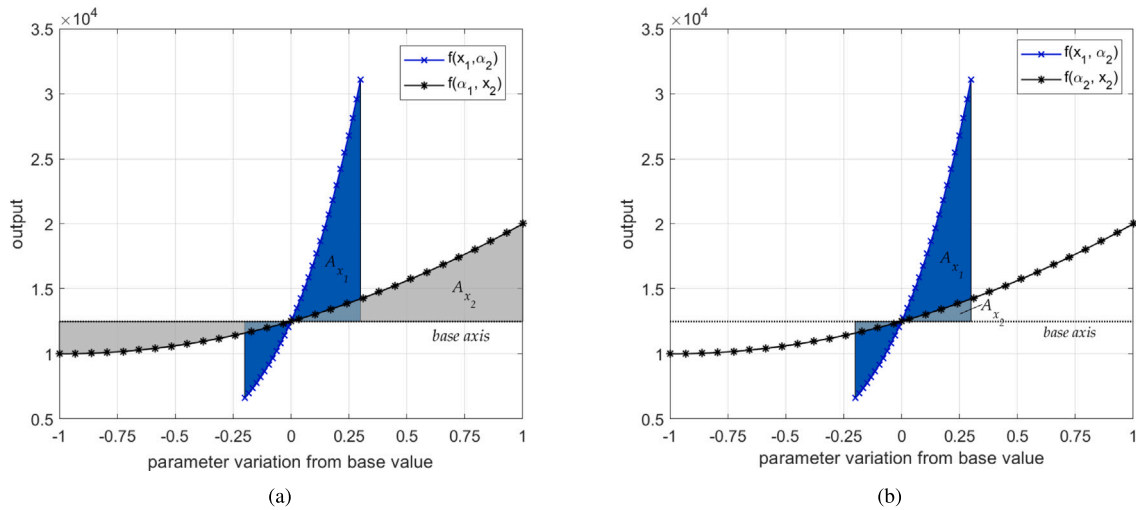 ×10⁴
3.5
3
2.5
2
1.5
1
0.5
output
f(x₁,α₂)
f(α₁, x₂)
Aₓ₁
Aₓ₂
base axis
-1 -0.75 -0.5 -0.25 0 0.25 0.5 0.75 1
parameter variation from base value
(a)
×10⁴
3.5
3
2.5
2
1.5
1
0.5
output
f(x₁, α₂)
f(α₂, x₂)
Aₓ₁
Aₓ₂
base axis
-1 -0.75 -0.5 -0.25 0 0.25 0.5 0.75 1
parameter variation from base value
(b)